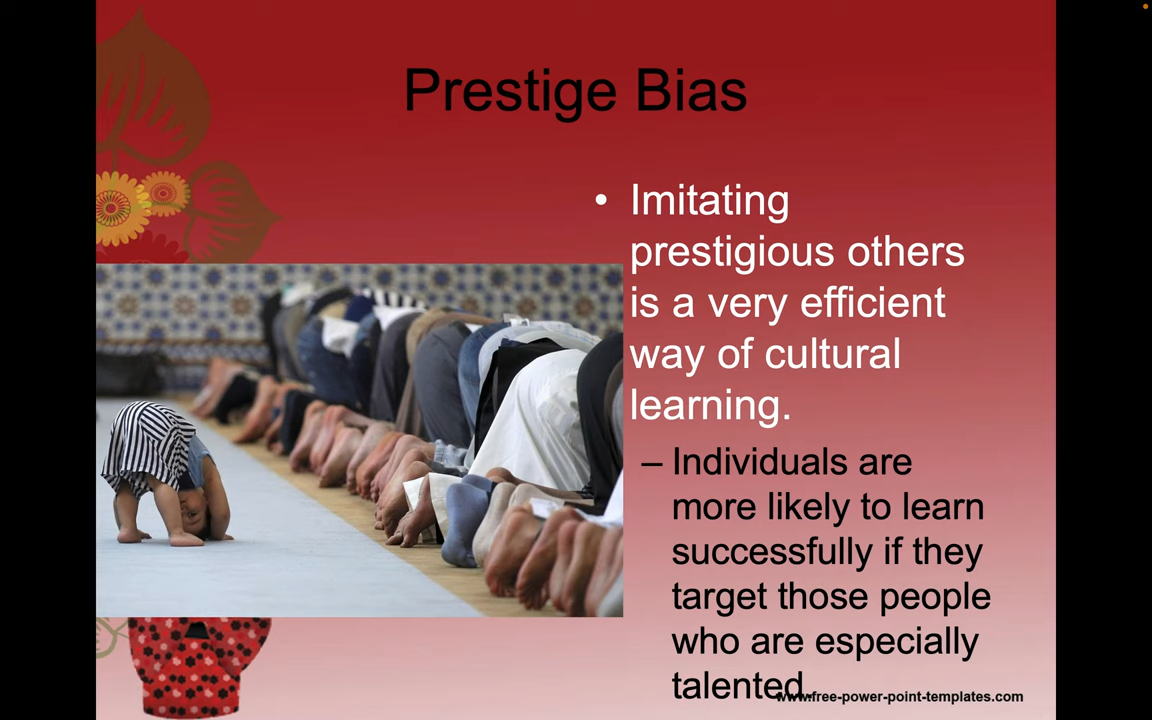 Prestige Bias
• Imitating
prestigious others
is a very efficient
way of cultural
learning.
– Individuals are
more likely to learn
successfully if they
target those people
who are especially
talented.
www.free-power-point-templates.com